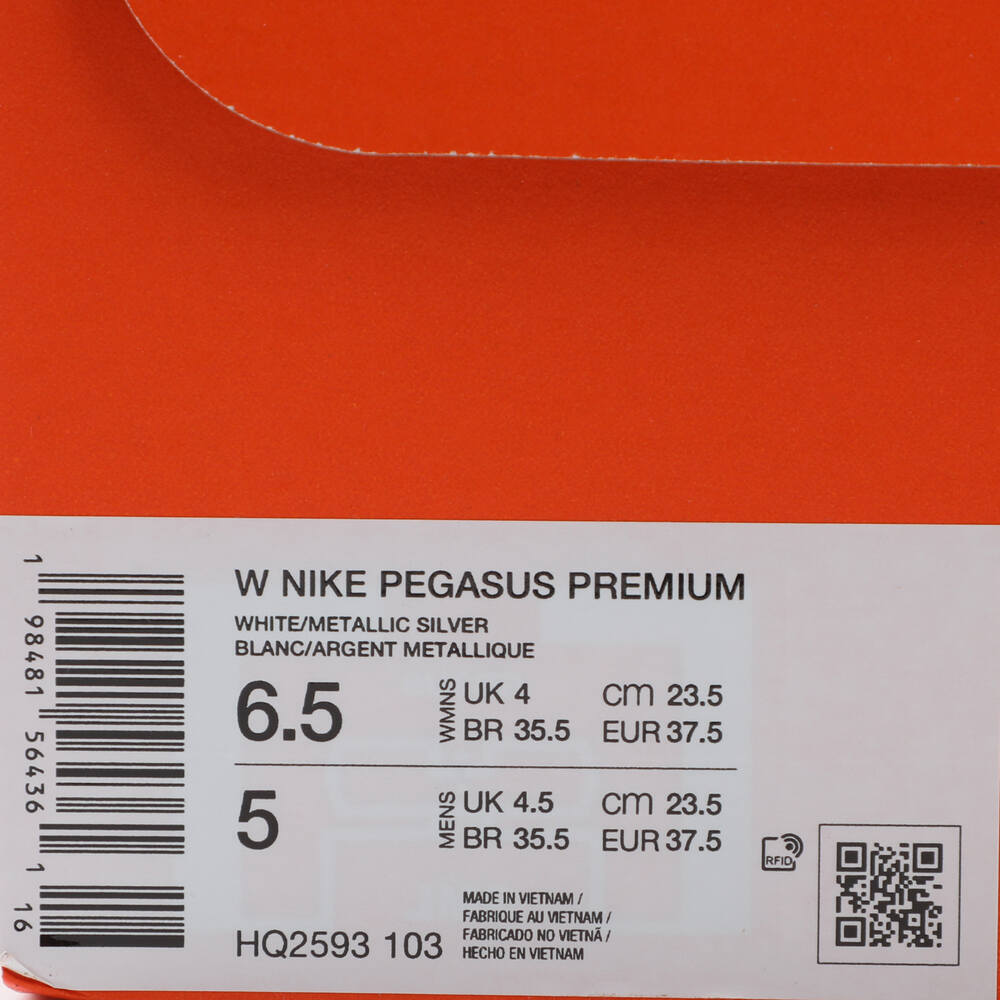 W NIKE PEGASUS PREMIUM
WHITE/METALLIC SILVER
BLANC/ARGENT METALLIQUE
6.5 WMNS UK 4 CM 23.5
BR 35.5 EUR 37.5
5 MENS UK 4.5 CM 23.5
BR 35.5 EUR 37.5
RFID
MADE IN VIETNAM /
FABRIQUE AU VIETNAM /
FABRICADO NO VIETNÃ /
HECHO EN VIETNAM
HQ2593 103
1 98481 56436 1 16